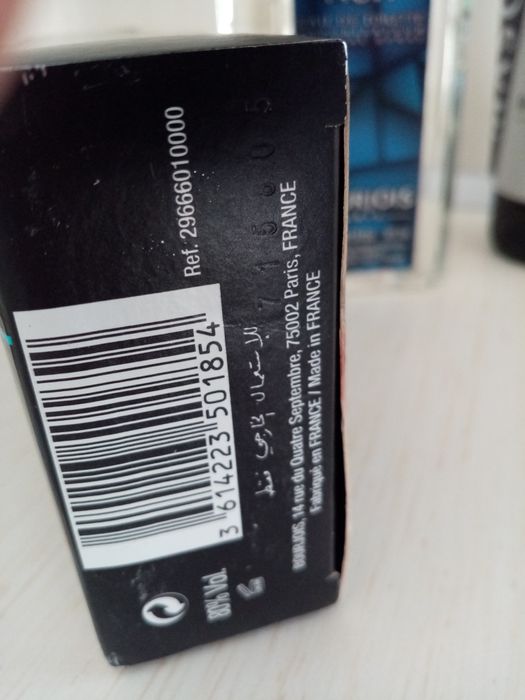 Ref. 29666010000
3 614223 501854
80% Vol.
للاستعمال الخارجي فقط
BOURJOIS, 14 rue du Quatre Septembre, 75002 Paris, FRANCE
Fabriqué en FRANCE / Made in FRANCE